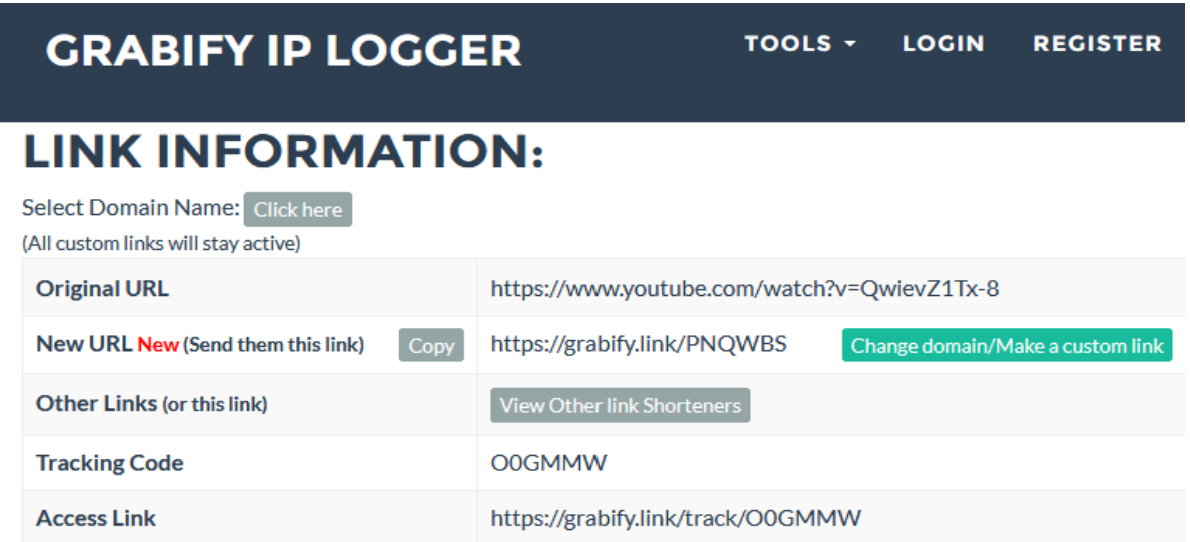 GRABIFY IP LOGGER TOOLS LOGIN REGISTER
LINK INFORMATION:
Select Domain Name: Click here
(All custom links will stay active)
Original URL https://www.youtube.com/watch?v=QwievZ1Tx-8
New URL New (Send them this link) Copy https://grabify.link/PNQWBS Change domain/Make a custom link
Other Links (or this link) View Other link Shorteners
Tracking Code O0GMMW
Access Link https://grabify.link/track/O0GMMW